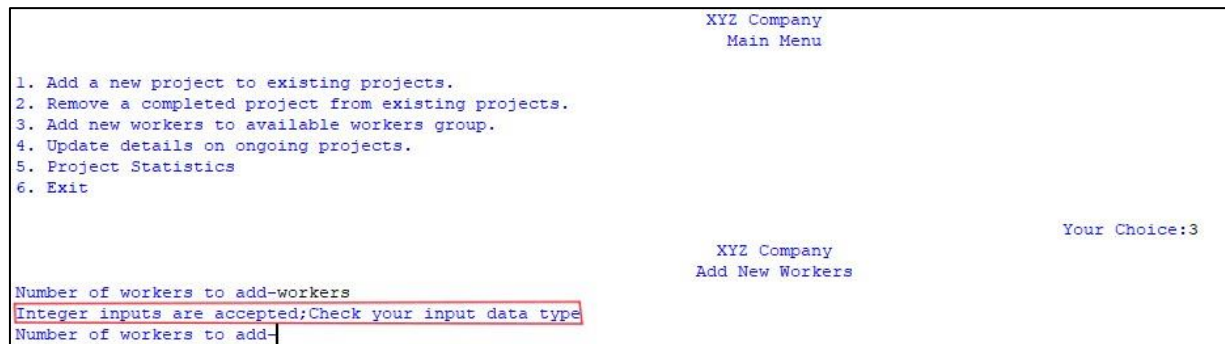 XYZ Company
Main Menu
1. Add a new project to existing projects.
2. Remove a completed project from existing projects.
3. Add new workers to available workers group.
4. Update details on ongoing projects.
5. Project Statistics
6. Exit
Your Choice:3
XYZ Company
Add New Workers
Number of workers to add-workers
Integer inputs are accepted;Check your input data type
Number of workers to add-